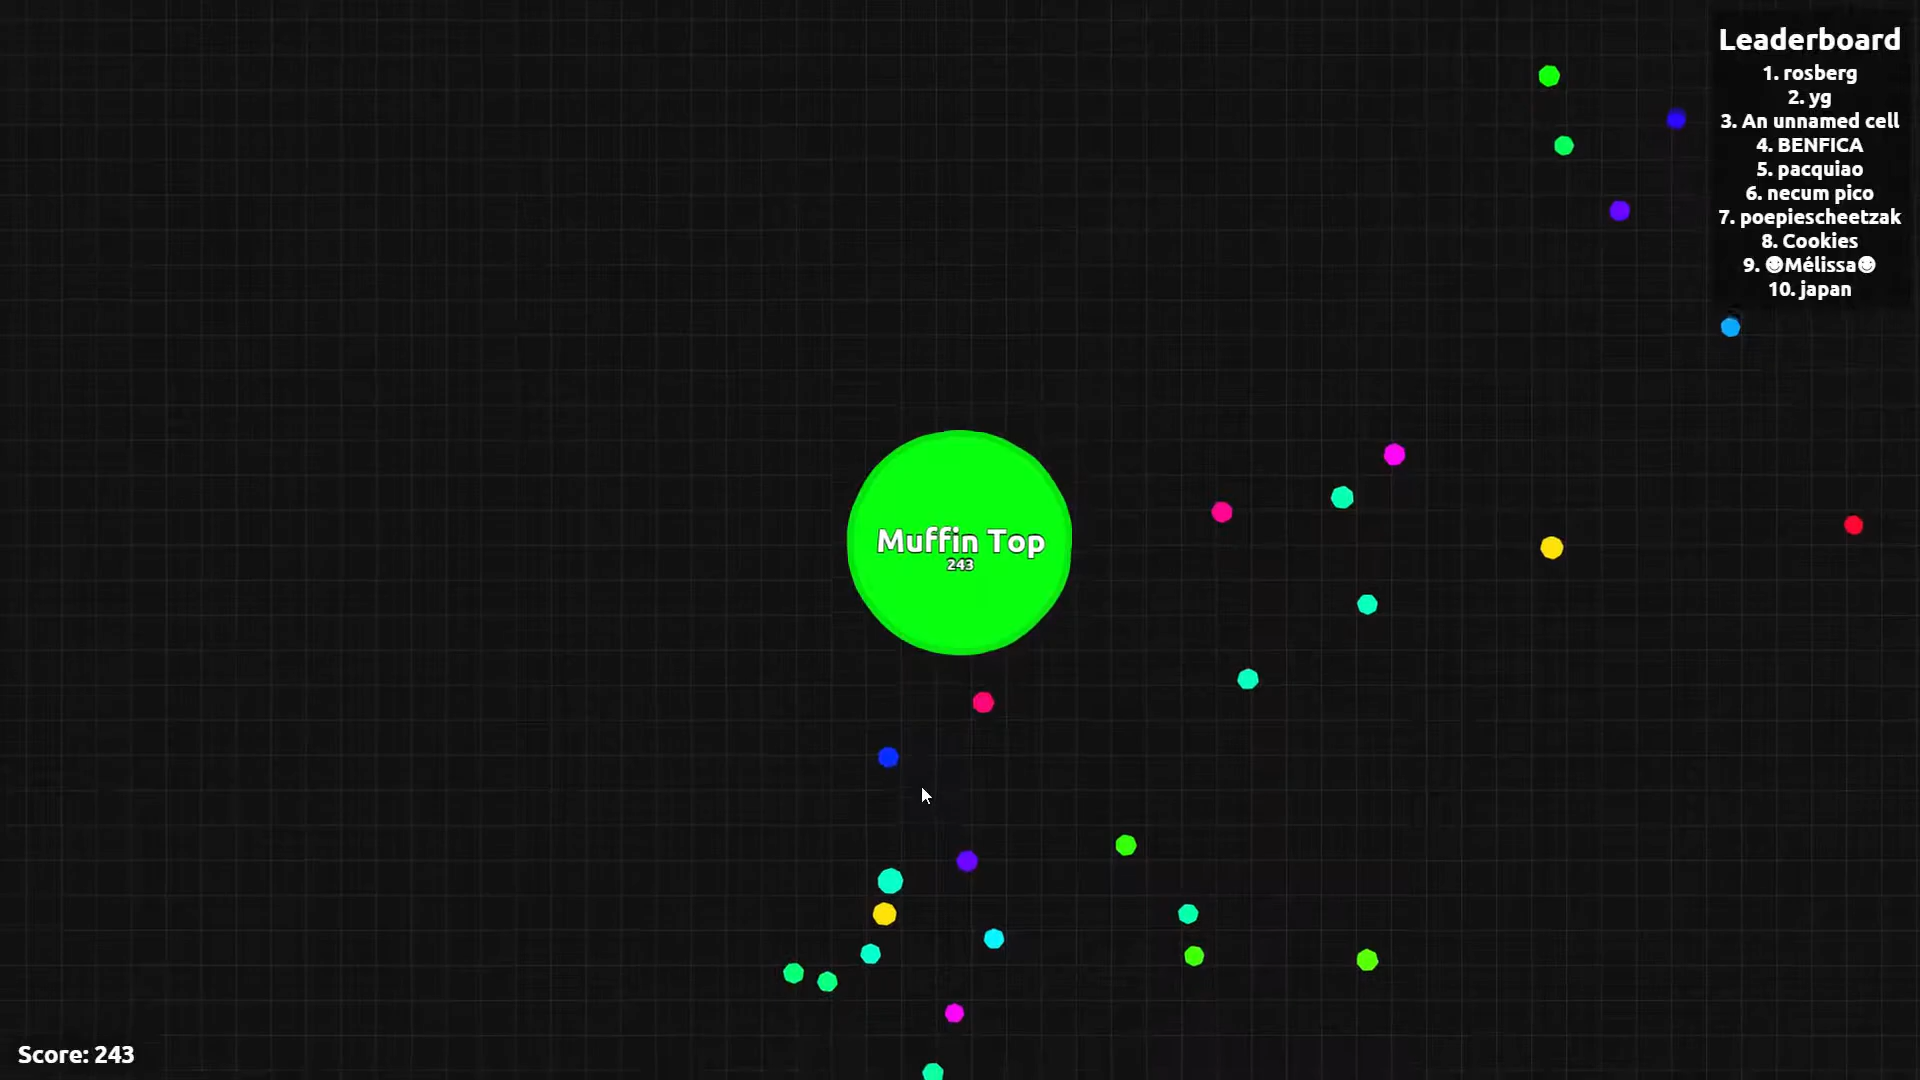 Leaderboard
1. rosberg
2. yg
3. An unnamed cell
4. BENFICA
5. pacquiao
6. necum pico
7. poepiescheetzak
8. Cookies
9. ☻Mélissa☻
10. japan
Muffin Top
243
Score: 243